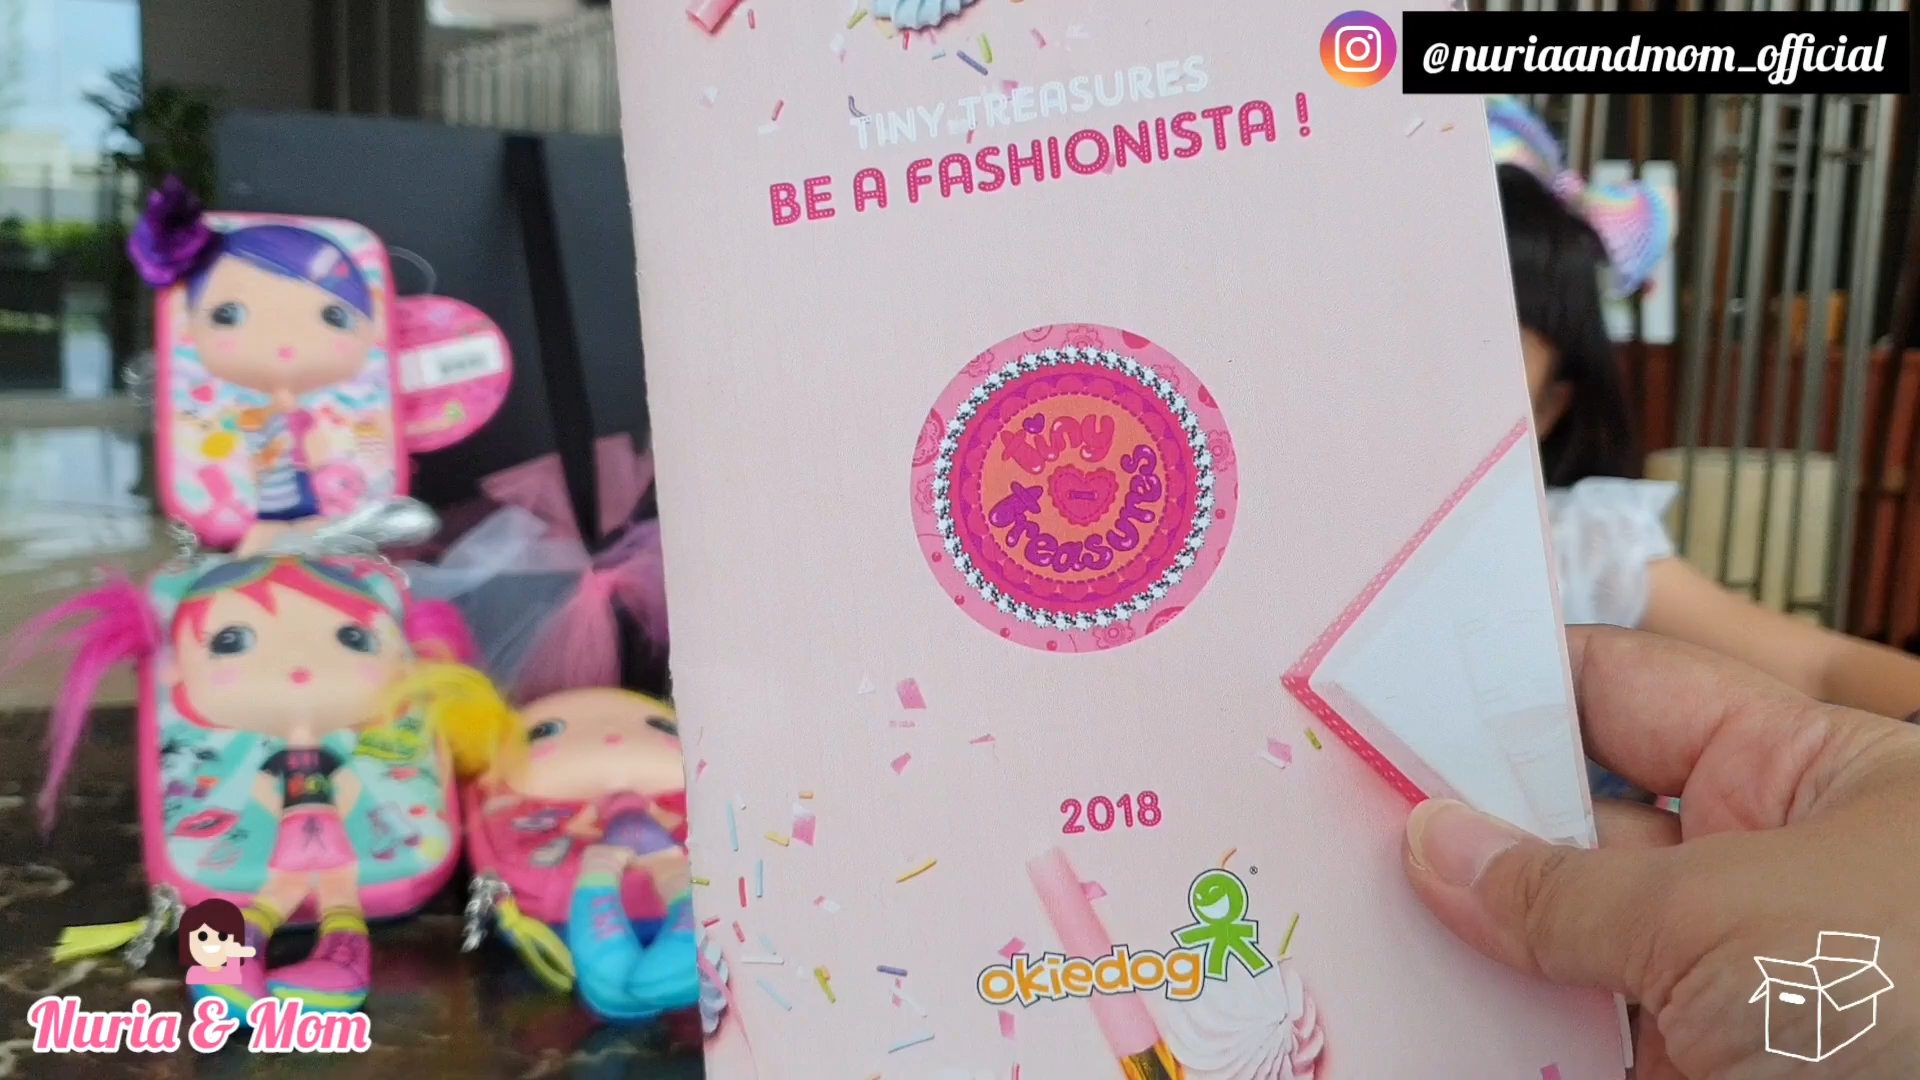 @nuriaandmom_official
TINY TREASURES
BE A FASHIONISTA !
tiny
treasures
2018
okiedog®
Nuria & Mom